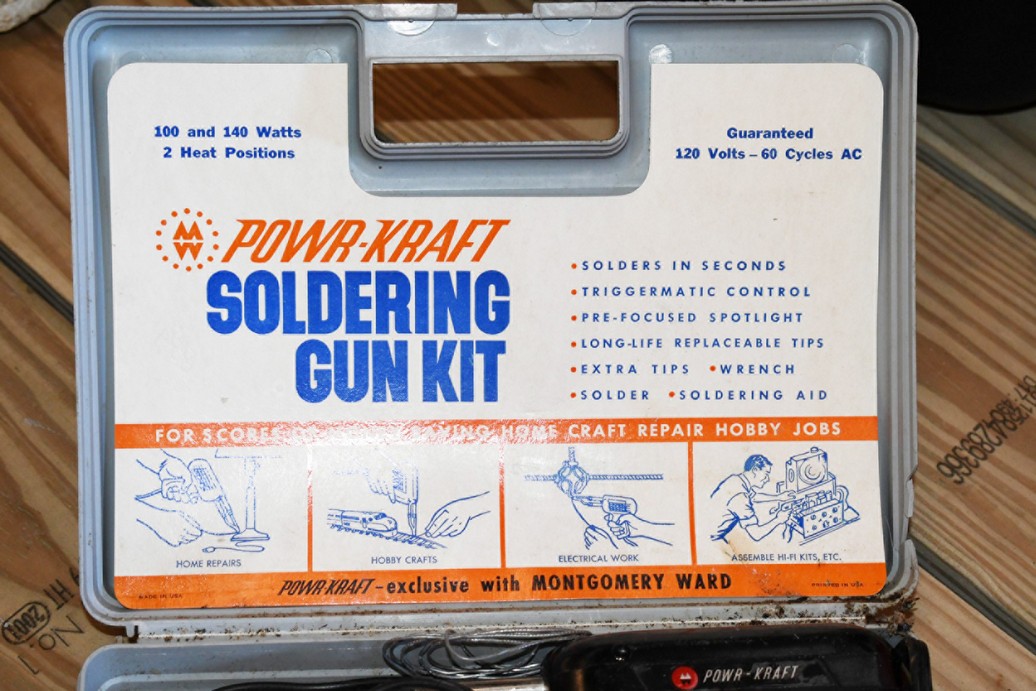 100 and 140 Watts
2 Heat Positions
Guaranteed
120 Volts – 60 Cycles AC
MW POWR-KRAFT
SOLDERING
GUN KIT
• SOLDERS IN SECONDS
• TRIGGERMATIC CONTROL
• PRE-FOCUSED SPOTLIGHT
• LONG-LIFE REPLACEABLE TIPS
• EXTRA TIPS • WRENCH
• SOLDER • SOLDERING AID
FOR SCORES SAVING HOME CRAFT REPAIR HOBBY JOBS
HOME REPAIRS
HOBBY CRAFTS
ELECTRICAL WORK
ASSEMBLE HI-FI KITS, ETC.
POWR-KRAFT – exclusive with MONTGOMERY WARD
MADE IN USA
PRINTED IN USA
POWR-KRAFT